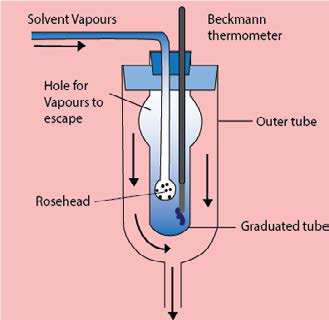 Solvent Vapours
Beckmann
thermometer
Hole for
Vapours to
escape
Outer tube
Rosehead
Graduated tube